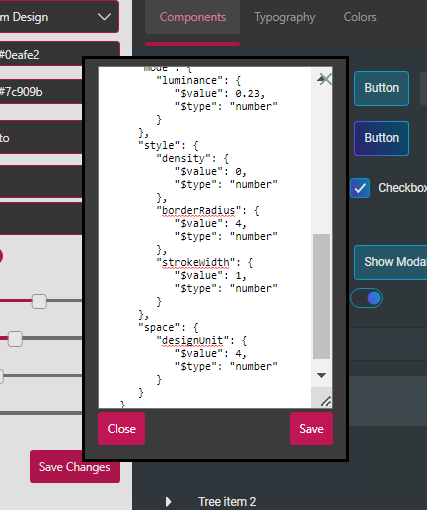 om Design
Components
Typography
Colors
#0eafe2
#7c909b
to
"mode": {
"luminance": {
"$value": 0.23,
"$type": "number"
}
},
"style": {
"density": {
"$value": 0,
"$type": "number"
},
"borderRadius": {
"$value": 4,
"$type": "number"
},
"strokeWidth": {
"$value": 1,
"$type": "number"
}
},
"space": {
"designUnit": {
"$value": 4,
"$type": "number"
}
}
}
Close
Save
Button
Button
Checkbox
Show Moda
Save Changes
Tree item 2